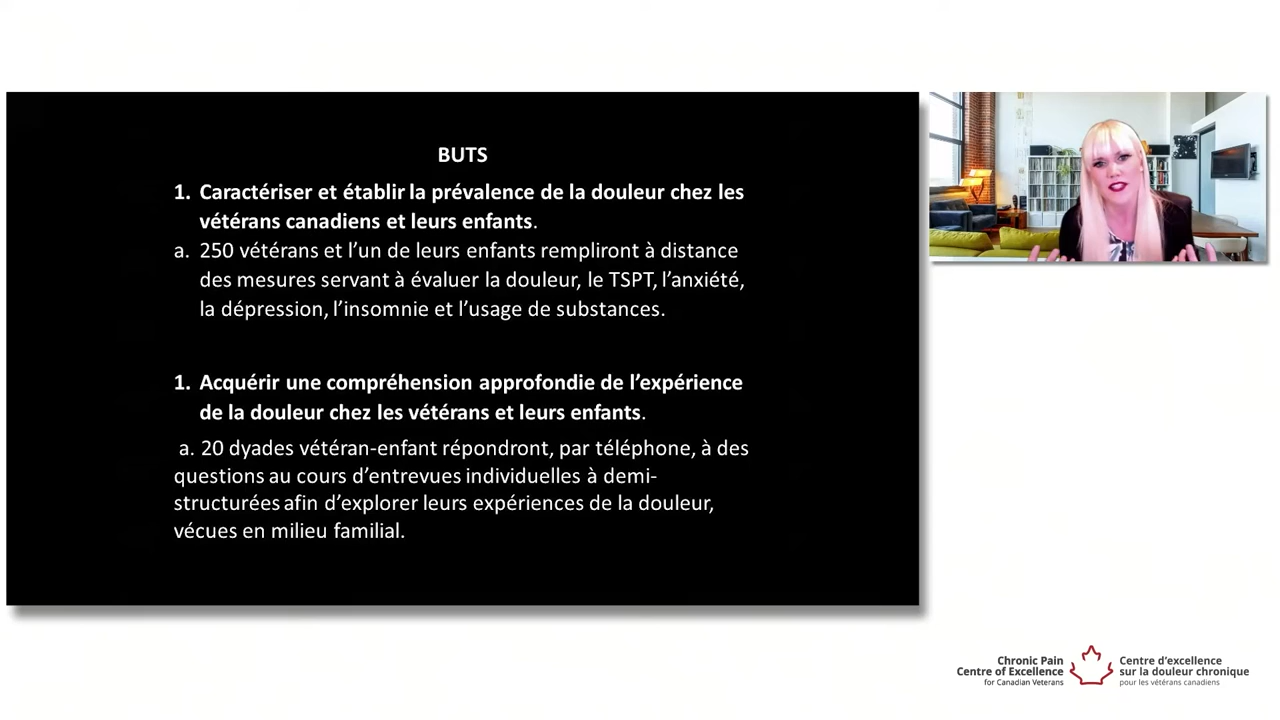 BUTS
1. Caractériser et établir la prévalence de la douleur chez les
vétérans canadiens et leurs enfants.
a. 250 vétérans et l’un de leurs enfants rempliront à distance
des mesures servant à évaluer la douleur, le TSPT, l’anxiété,
la dépression, l’insomnie et l’usage de substances.
1. Acquérir une compréhension approfondie de l’expérience
de la douleur chez les vétérans et leurs enfants.
a. 20 dyades vétéran-enfant répondront, par téléphone, à des
questions au cours d’entrevues individuelles à demi-
structurées afin d’explorer leurs expériences de la douleur,
vécues en milieu familial.
Chronic Pain
Centre of Excellence
for Canadian Veterans
Centre d’excellence
sur la douleur chronique
pour les vétérans canadiens